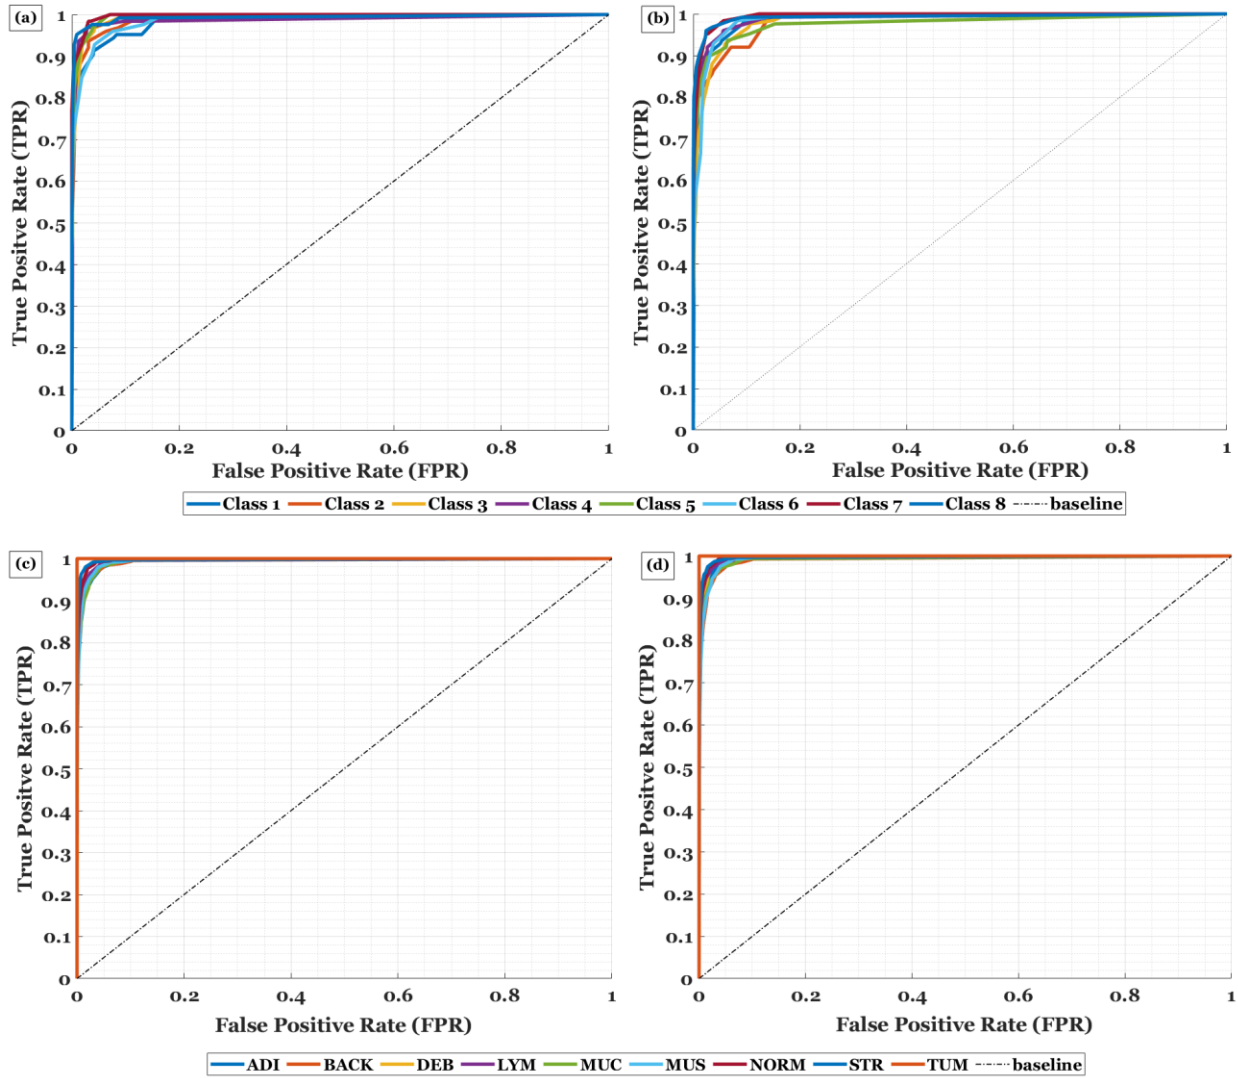 (a)
1
0.9
0.8
0.7
0.6
0.5
0.4
0.3
0.2
0.1
0
True Positve Rate (TPR)
0 0.2 0.4 0.6 0.8 1
False Positive Rate (FPR)
(b)
1
0.9
0.8
0.7
0.6
0.5
0.4
0.3
0.2
0.1
0
True Positve Rate (TPR)
0 0.2 0.4 0.6 0.8 1
False Positive Rate (FPR)
Class 1 Class 2 Class 3 Class 4 Class 5 Class 6 Class 7 Class 8 baseline
(c)
1
0.9
0.8
0.7
0.6
0.5
0.4
0.3
0.2
0.1
0
True Positve Rate (TPR)
0 0.2 0.4 0.6 0.8 1
False Positive Rate (FPR)
(d)
1
0.9
0.8
0.7
0.6
0.5
0.4
0.3
0.2
0.1
0
True Positve Rate (TPR)
0 0.2 0.4 0.6 0.8 1
False Positive Rate (FPR)
ADI BACK DEB LYM MUC MUS NORM STR TUM baseline